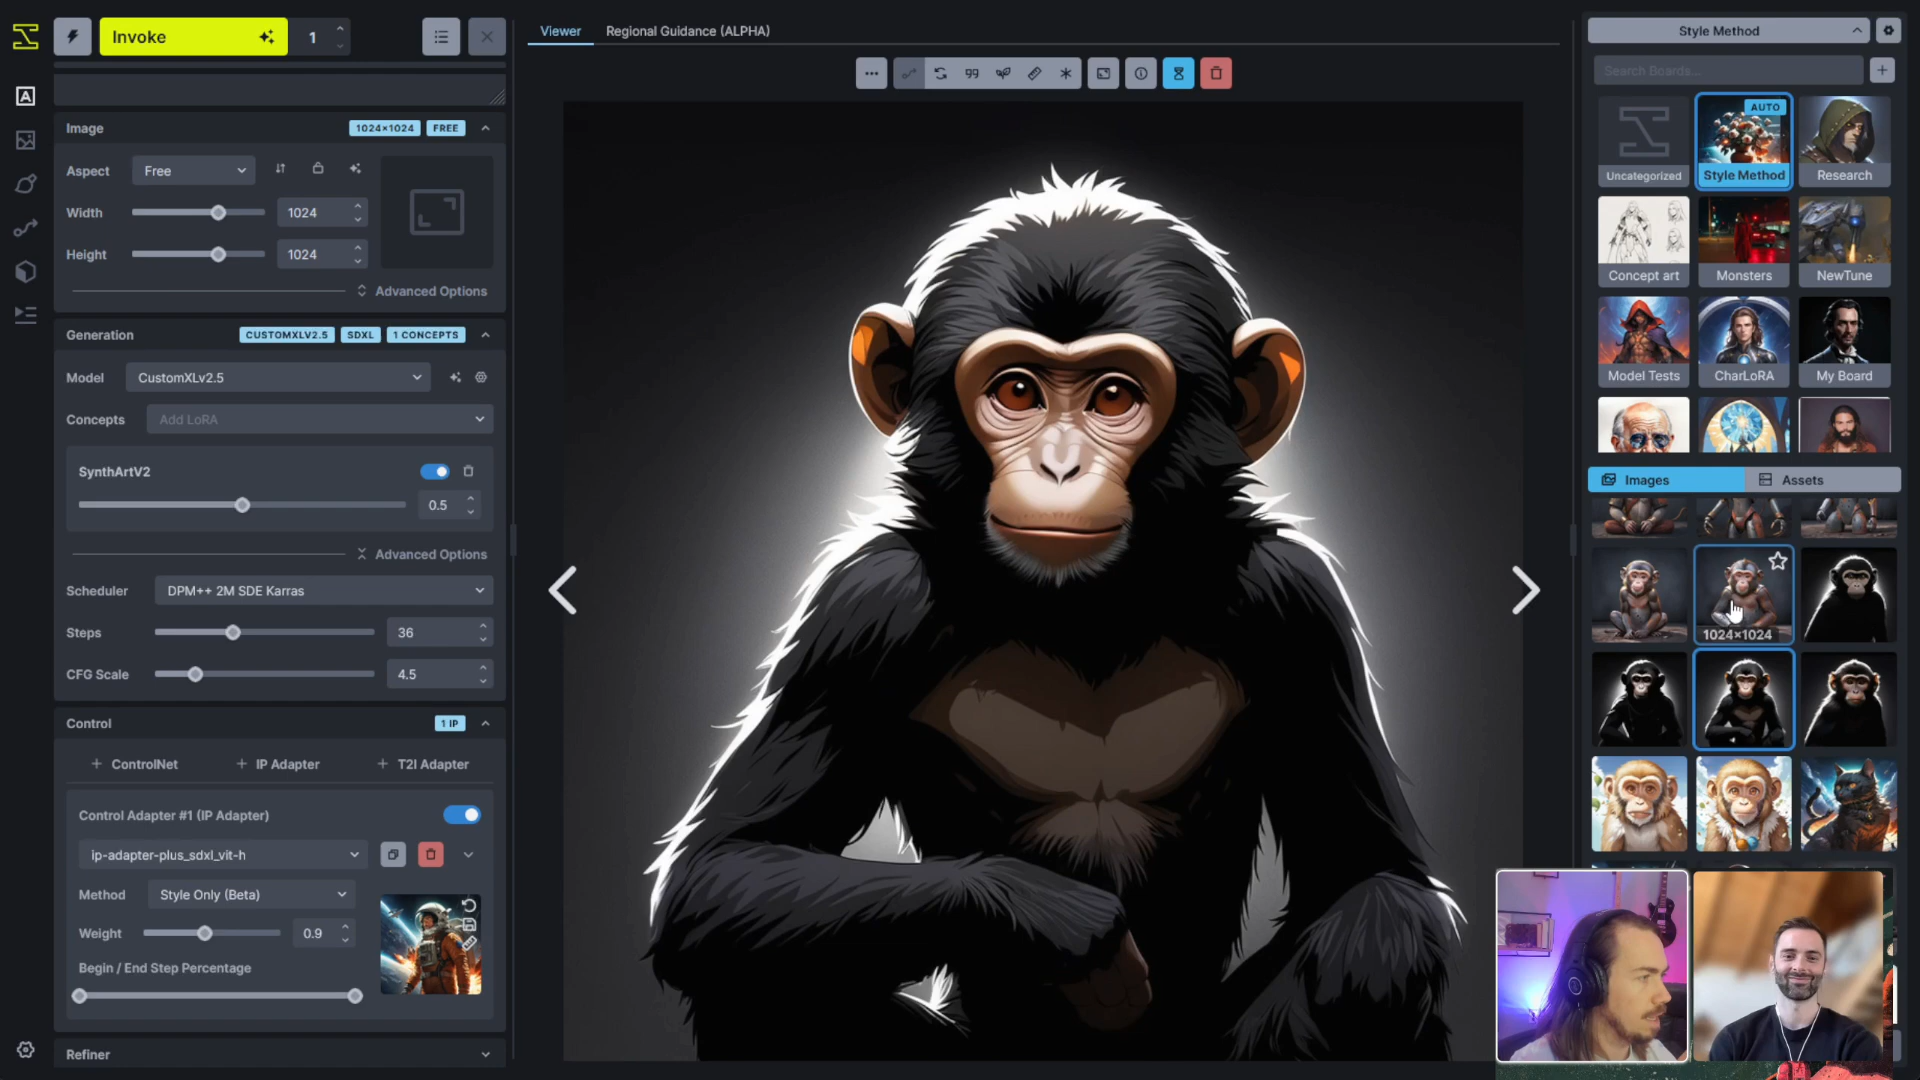 Invoke
1
Viewer
Regional Guidance (ALPHA)
Style Method
Search Boards...
Image
1024×1024
FREE
Aspect
Free
Width
1024
Height
1024
Advanced Options
Generation
CUSTOMXLV2.5
SDXL
1 CONCEPTS
Model
CustomXLv2.5
Concepts
Add LoRA
SynthArtV2
0.5
Advanced Options
Scheduler
DPM++ 2M SDE Karras
Steps
36
CFG Scale
4.5
Control
1 IP
ControlNet
IP Adapter
T2I Adapter
Control Adapter #1 (IP Adapter)
ip-adapter-plus_sdxl_vit-h
Method
Style Only (Beta)
Weight
0.9
Begin / End Step Percentage
Refiner
AUTO
Uncategorized
Style Method
Research
Concept art
Monsters
NewTune
Model Tests
CharLoRA
My Board
Images
Assets
1024×1024